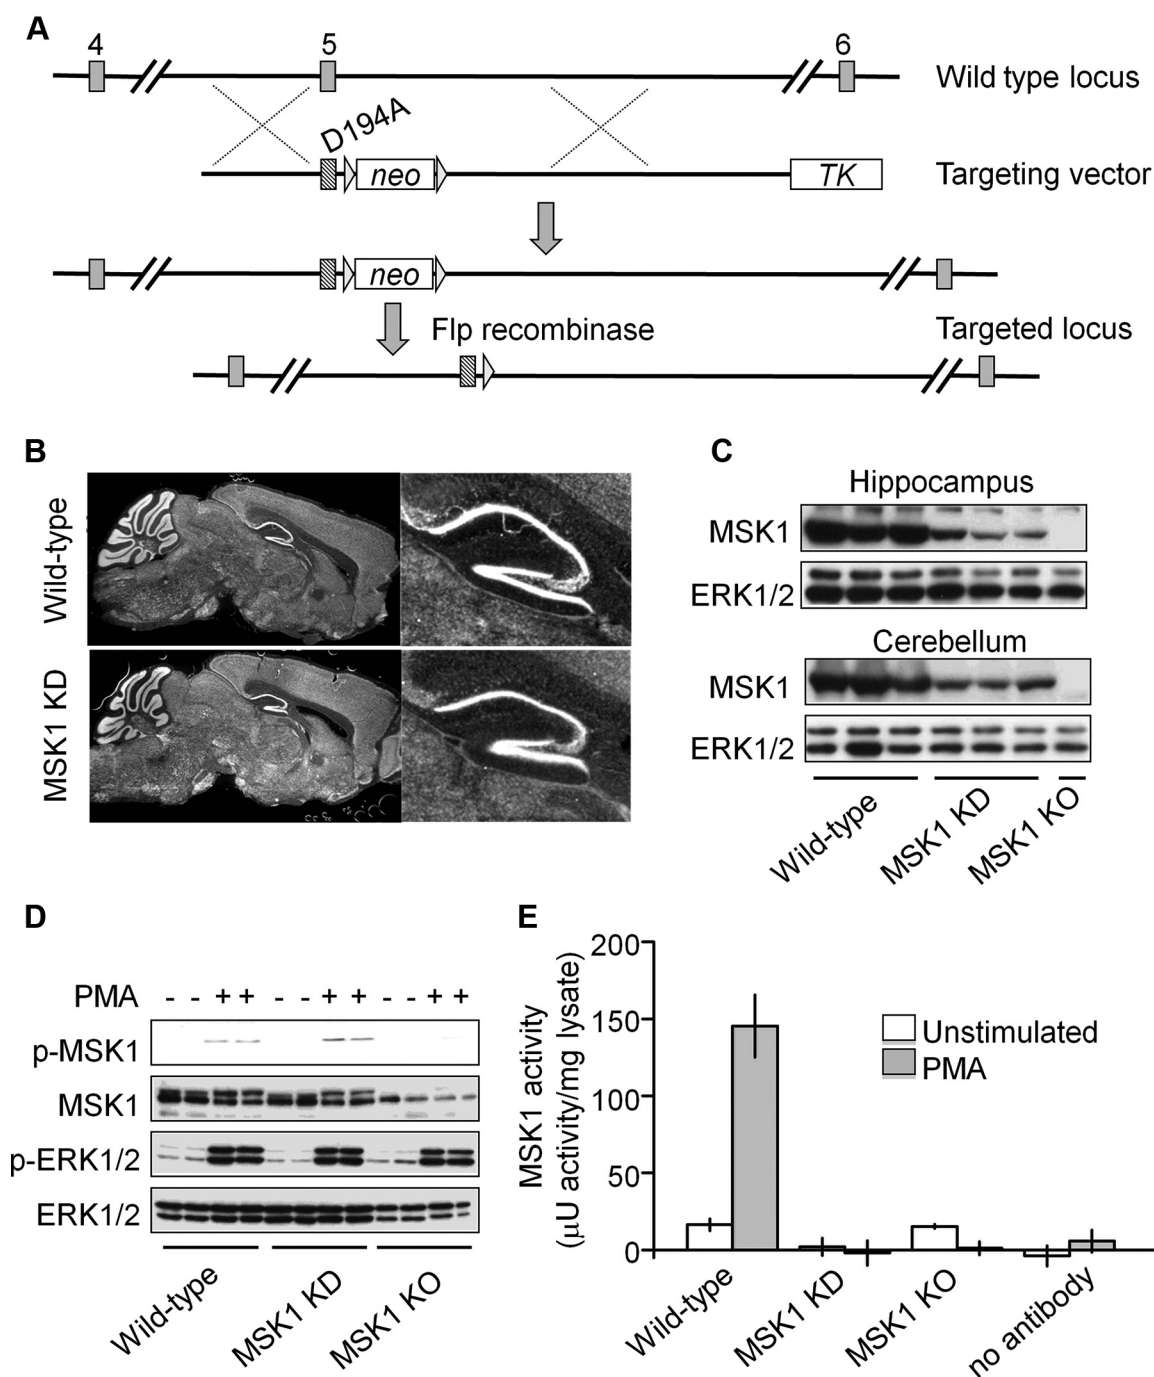 A
4 5 6
Wild type locus
D194A
neo TK
Targeting vector
neo
Flp recombinase
Targeted locus
B
Wild-type
MSK1 KD
C
Hippocampus
MSK1
ERK1/2
Cerebellum
MSK1
ERK1/2
Wild-type
MSK1 KD
MSK1 KO
D
PMA - - + + - - + + - - + +
p-MSK1
MSK1
p-ERK1/2
ERK1/2
Wild-type
MSK1 KD
MSK1 KO
E
MSK1 activity
(μU activity/mg lysate)
200
150
100
50
0
Unstimulated
PMA
Wild-type
MSK1 KD
MSK1 KO
no antibody